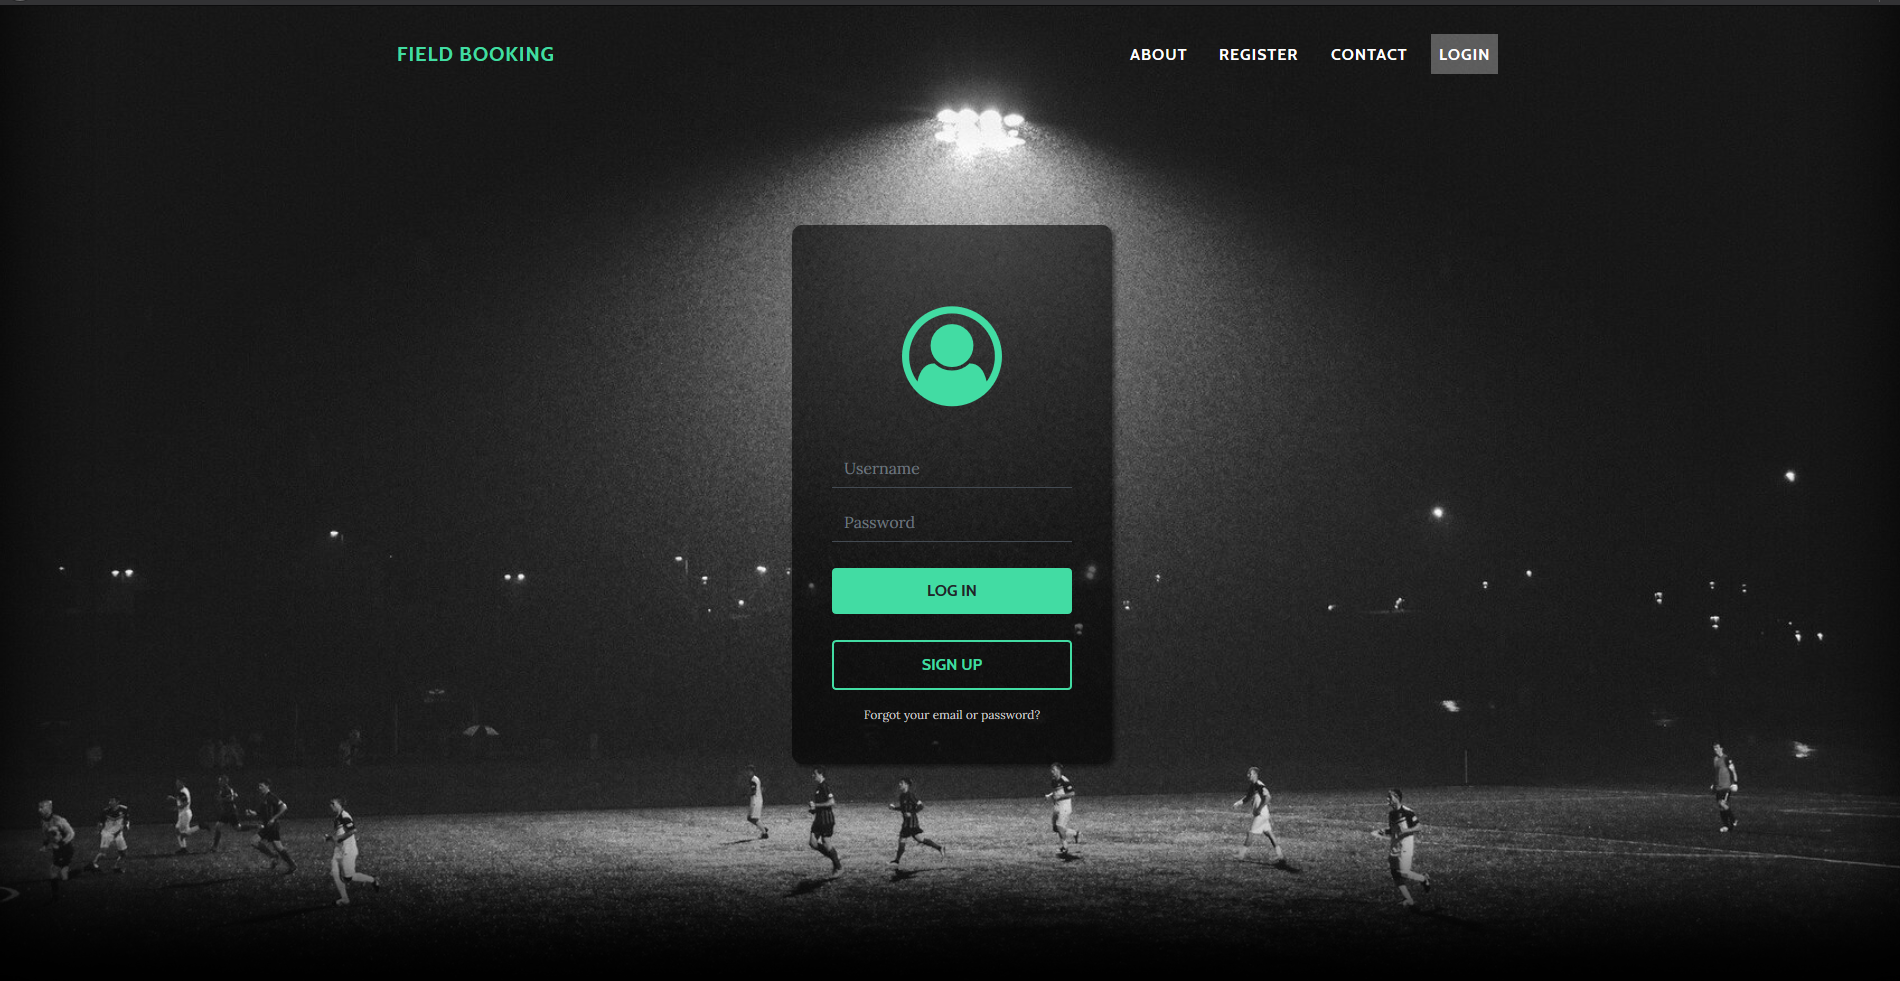 FIELD BOOKING
ABOUT REGISTER CONTACT LOGIN
Username
Password
LOG IN
SIGN UP
Forgot your email or password?